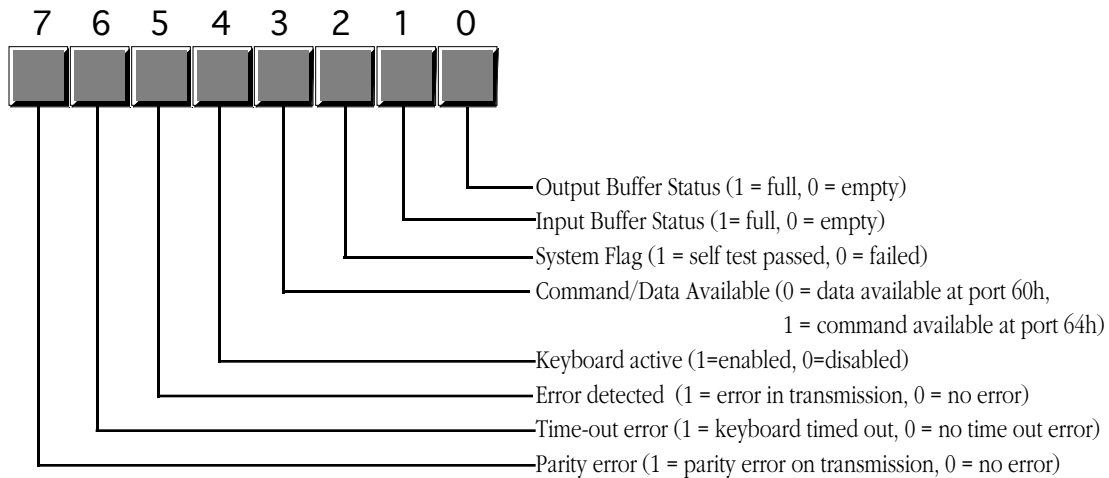 7 6 5 4 3 2 1 0
Output Buffer Status (1 = full, 0 = empty)
Input Buffer Status (1= full, 0 = empty)
System Flag (1 = self test passed, 0 = failed)
Command/Data Available (0 = data available at port 60h,
1 = command available at port 64h)
Keyboard active (1=enabled, 0=disabled)
Error detected  (1 = error in transmission, 0 = no error)
Time-out error (1 = keyboard timed out, 0 = no time out error)
Parity error (1 = parity error on transmission, 0 = no error)